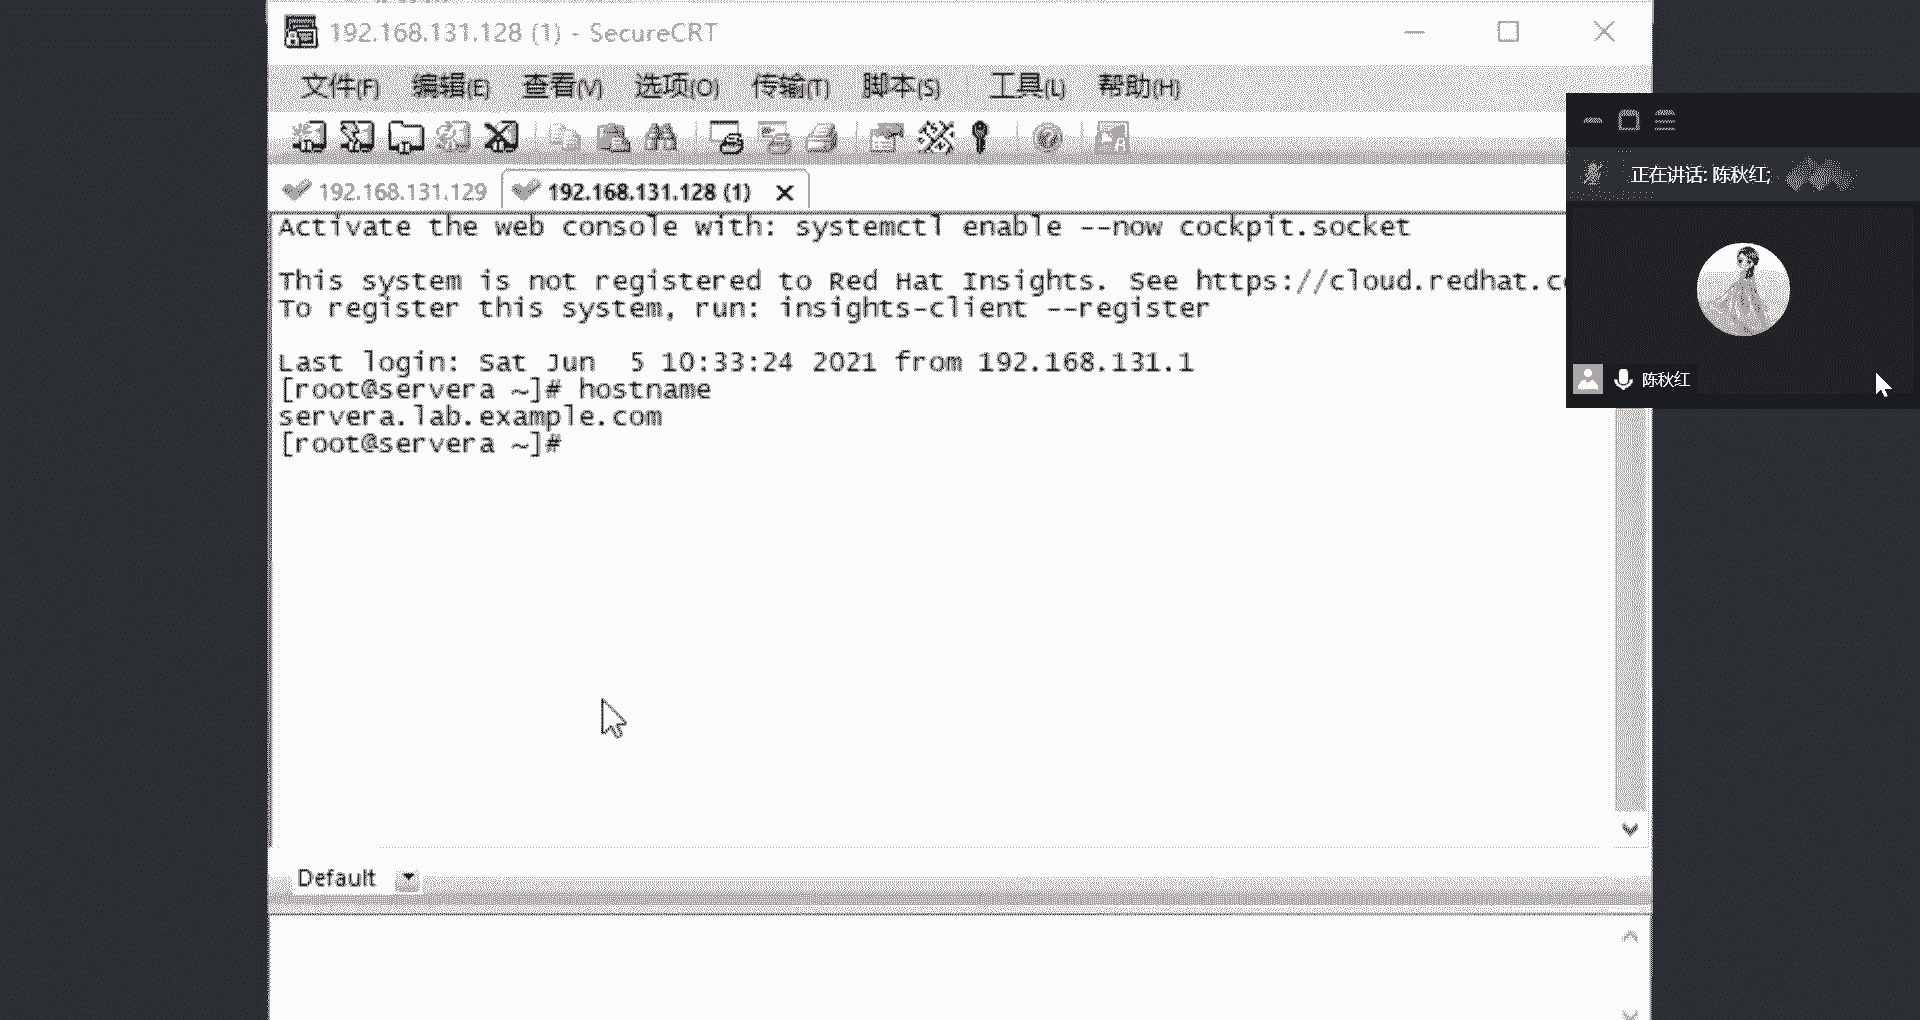 192.168.131.128 (1) - SecureCRT
文件(F) 编辑(E) 查看(V) 选项(O) 传输(T) 脚本(S) 工具(L) 帮助(H)
192.168.131.129 192.168.131.128 (1)
正在讲话: 陈秋红;
陈秋红
Activate the web console with: systemctl enable --now cockpit.socket
This system is not registered to Red Hat Insights. See https://cloud.redhat.c
To register this system, run: insights-client --register
Last login: Sat Jun  5 10:33:24 2021 from 192.168.131.1
[root@servera ~]# hostname
servera.lab.example.com
[root@servera ~]#
Default